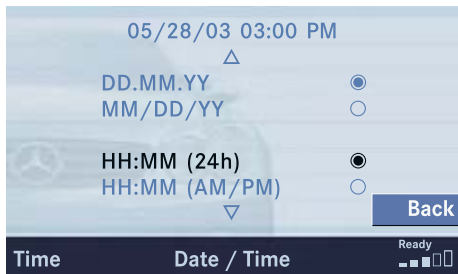 05/28/03 03:00 PM
DD.MM.YY
MM/DD/YY
HH:MM (24h)
HH:MM (AM/PM)
Back
Time Date / Time Ready